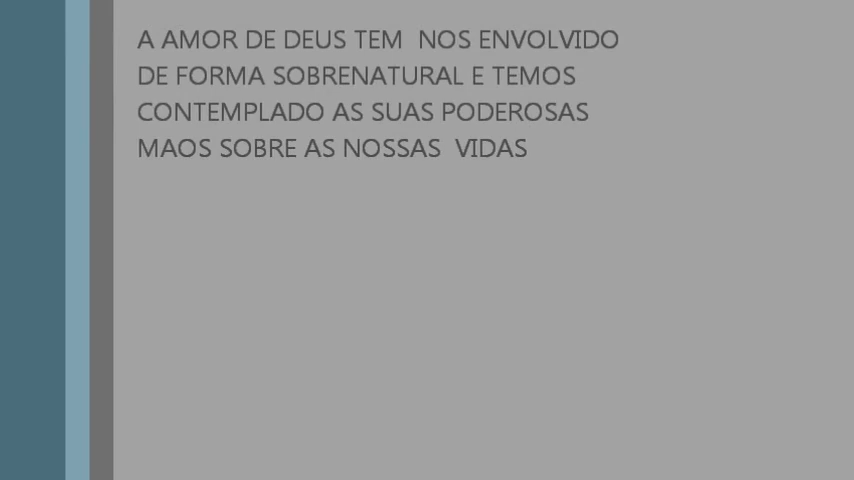 A AMOR DE DEUS TEM  NOS ENVOLVIDO
DE FORMA SOBRENATURAL E TEMOS
CONTEMPLADO AS SUAS PODEROSAS
MAOS SOBRE AS NOSSAS  VIDAS